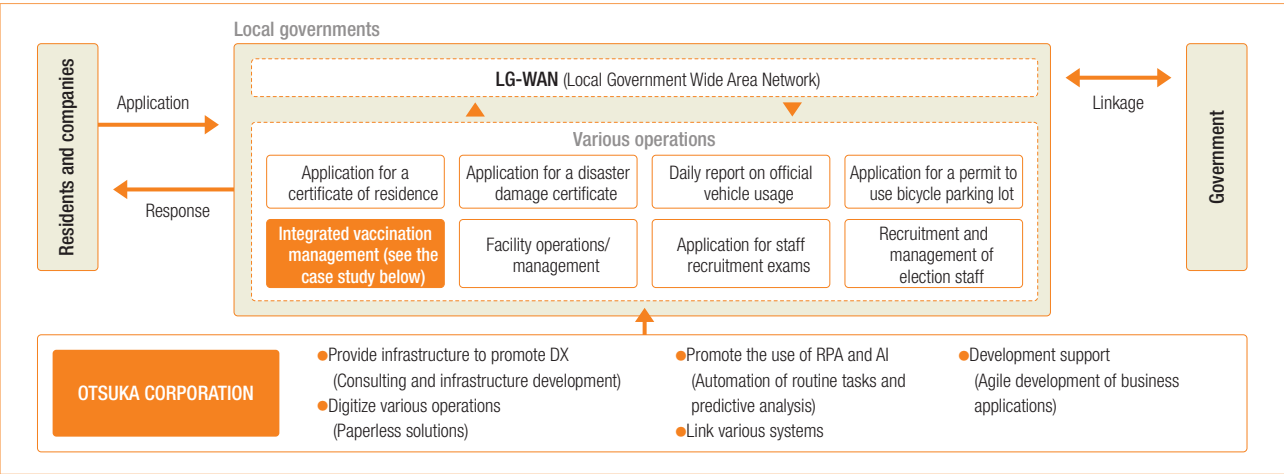 Local governments
Residents and companies
Application
Response
LG-WAN (Local Government Wide Area Network)
Various operations
Application for a
certificate of residence
Application for a disaster
damage certificate
Daily report on official
vehicle usage
Application for a permit to
use bicycle parking lot
Integrated vaccination
management (see the
case study below)
Facility operations/
management
Application for staff
recruitment exams
Recruitment and
management of
election staff
Linkage
Government
OTSUKA CORPORATION
●Provide infrastructure to promote DX
(Consulting and infrastructure development)
●Digitize various operations
(Paperless solutions)
●Promote the use of RPA and AI
(Automation of routine tasks and
predictive analysis)
●Link various systems
●Development support
(Agile development of business
applications)